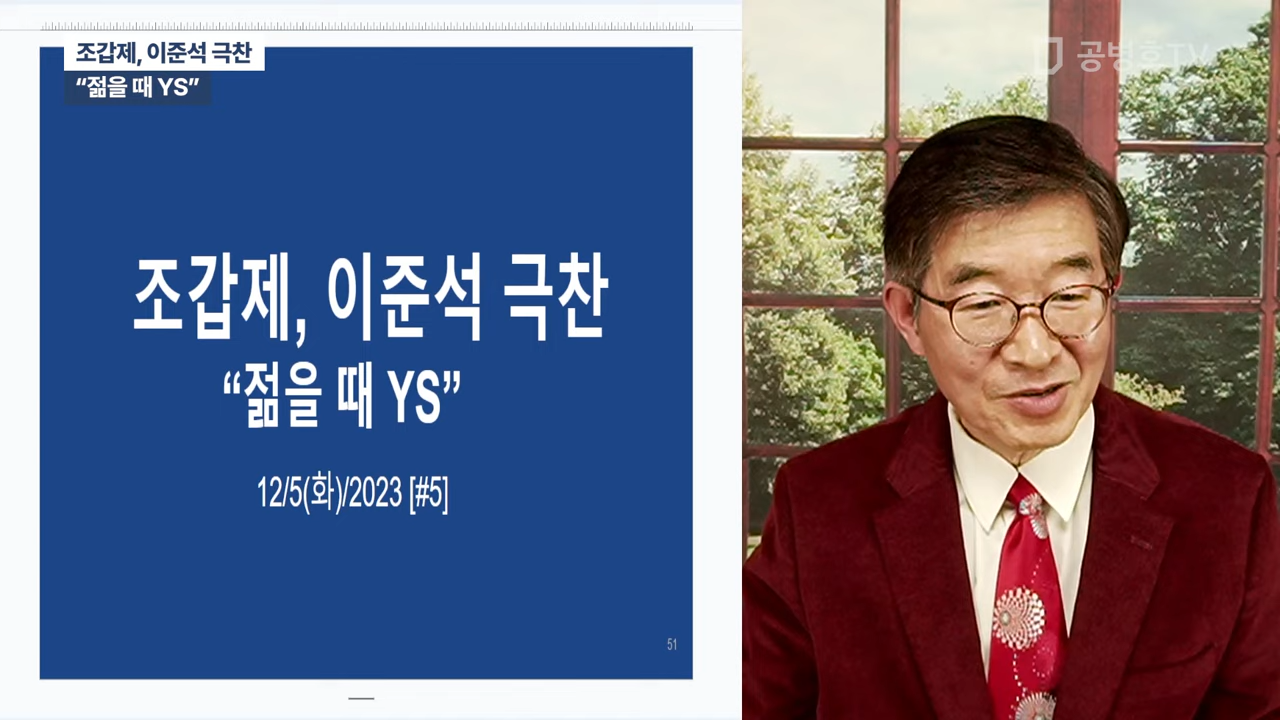 조갑제, 이준석 극찬
“젊을 때 YS”
조갑제, 이준석 극찬
“젊을 때 YS”
12/5(화)/2023 [#5]
51
공병호TV